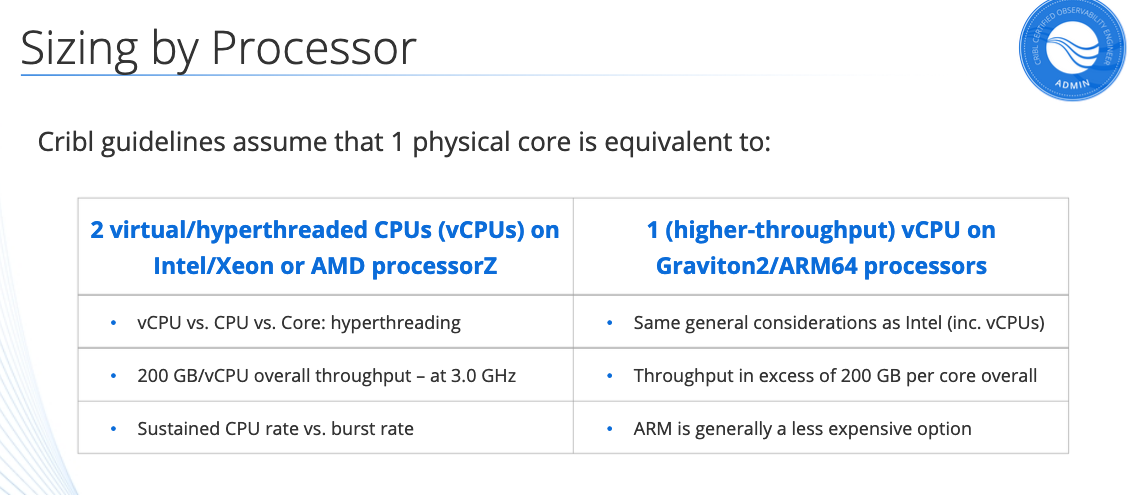 Sizing by Processor
CRIBL CERTIFIED OBSERVABILITY ENGINEER
ADMIN
Cribl guidelines assume that 1 physical core is equivalent to:
2 virtual/hyperthreaded CPUs (vCPUs) on
Intel/Xeon or AMD processorZ
1 (higher-throughput) vCPU on
Graviton2/ARM64 processors
• vCPU vs. CPU vs. Core: hyperthreading
• Same general considerations as Intel (inc. vCPUs)
• 200 GB/vCPU overall throughput – at 3.0 GHz
• Throughput in excess of 200 GB per core overall
• Sustained CPU rate vs. burst rate
• ARM is generally a less expensive option